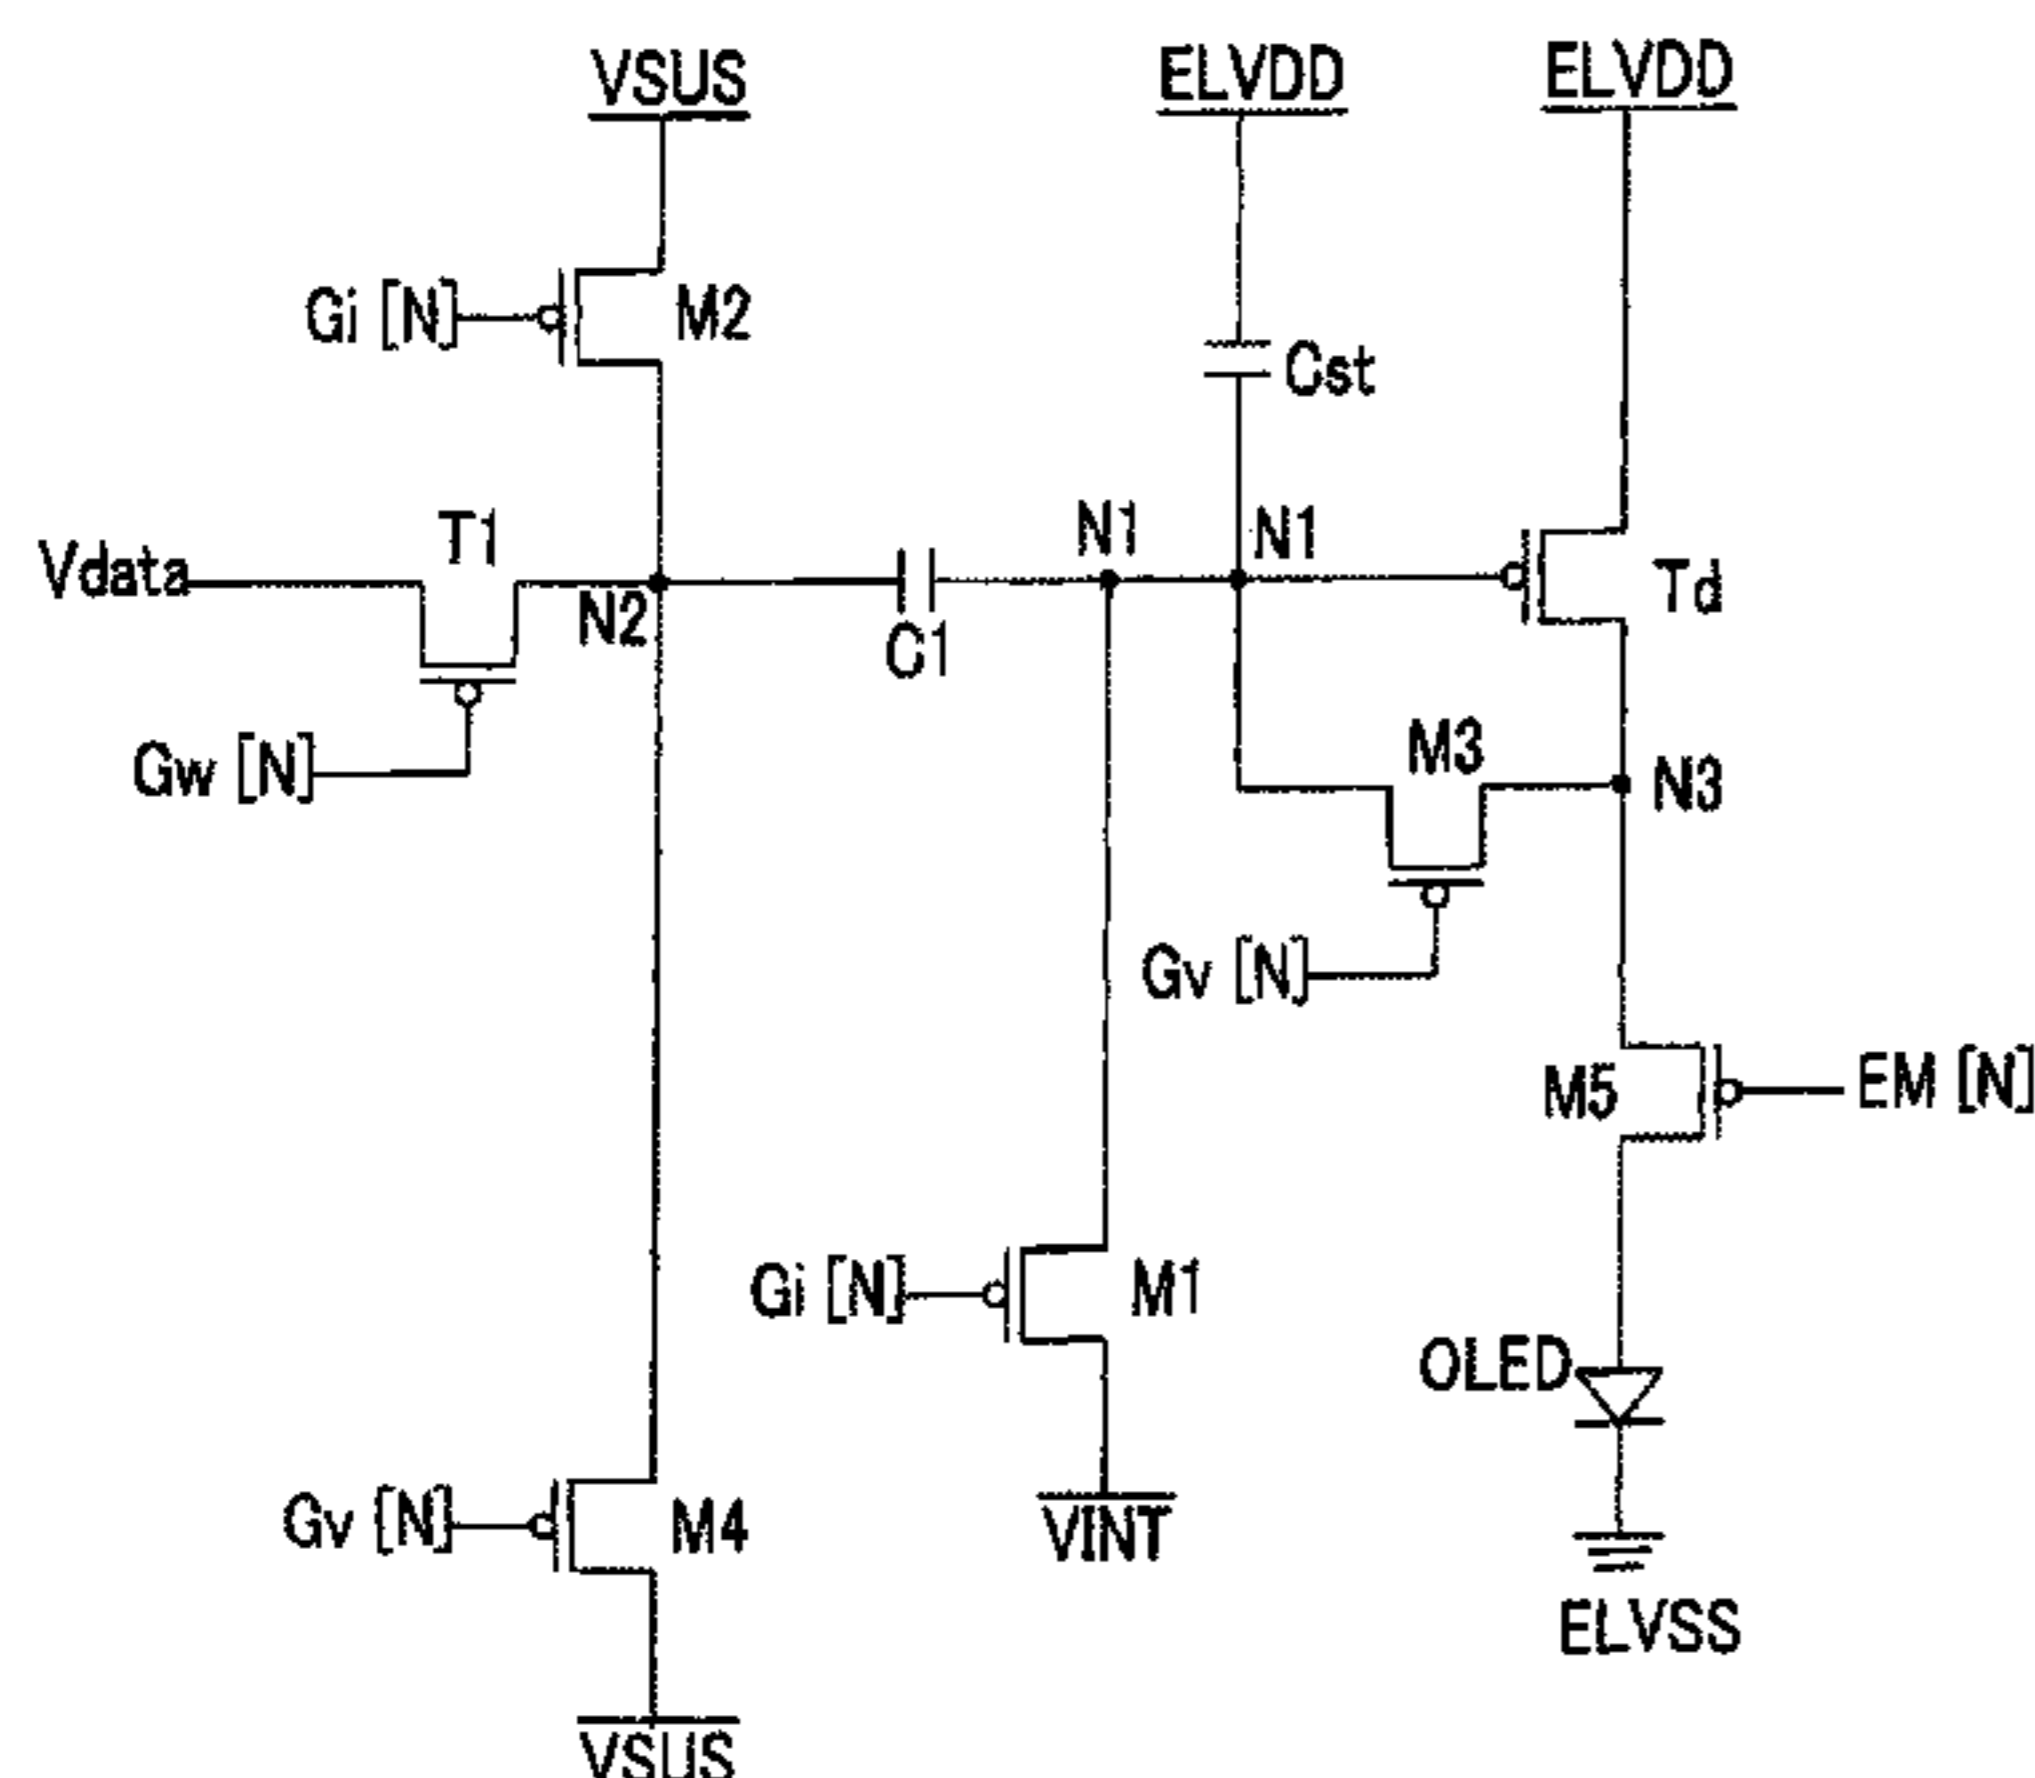 VSUS
ELVDD
ELVDD
Gi [N]
M2
Cst
T1
N1
N1
Vdata
N2
C1
Td
M3
N3
Gw [N]
Gv [N]
M5
EM [N]
Gi [N]
M1
OLED
Gv [N]
M4
VINT
ELVSS
VSUS